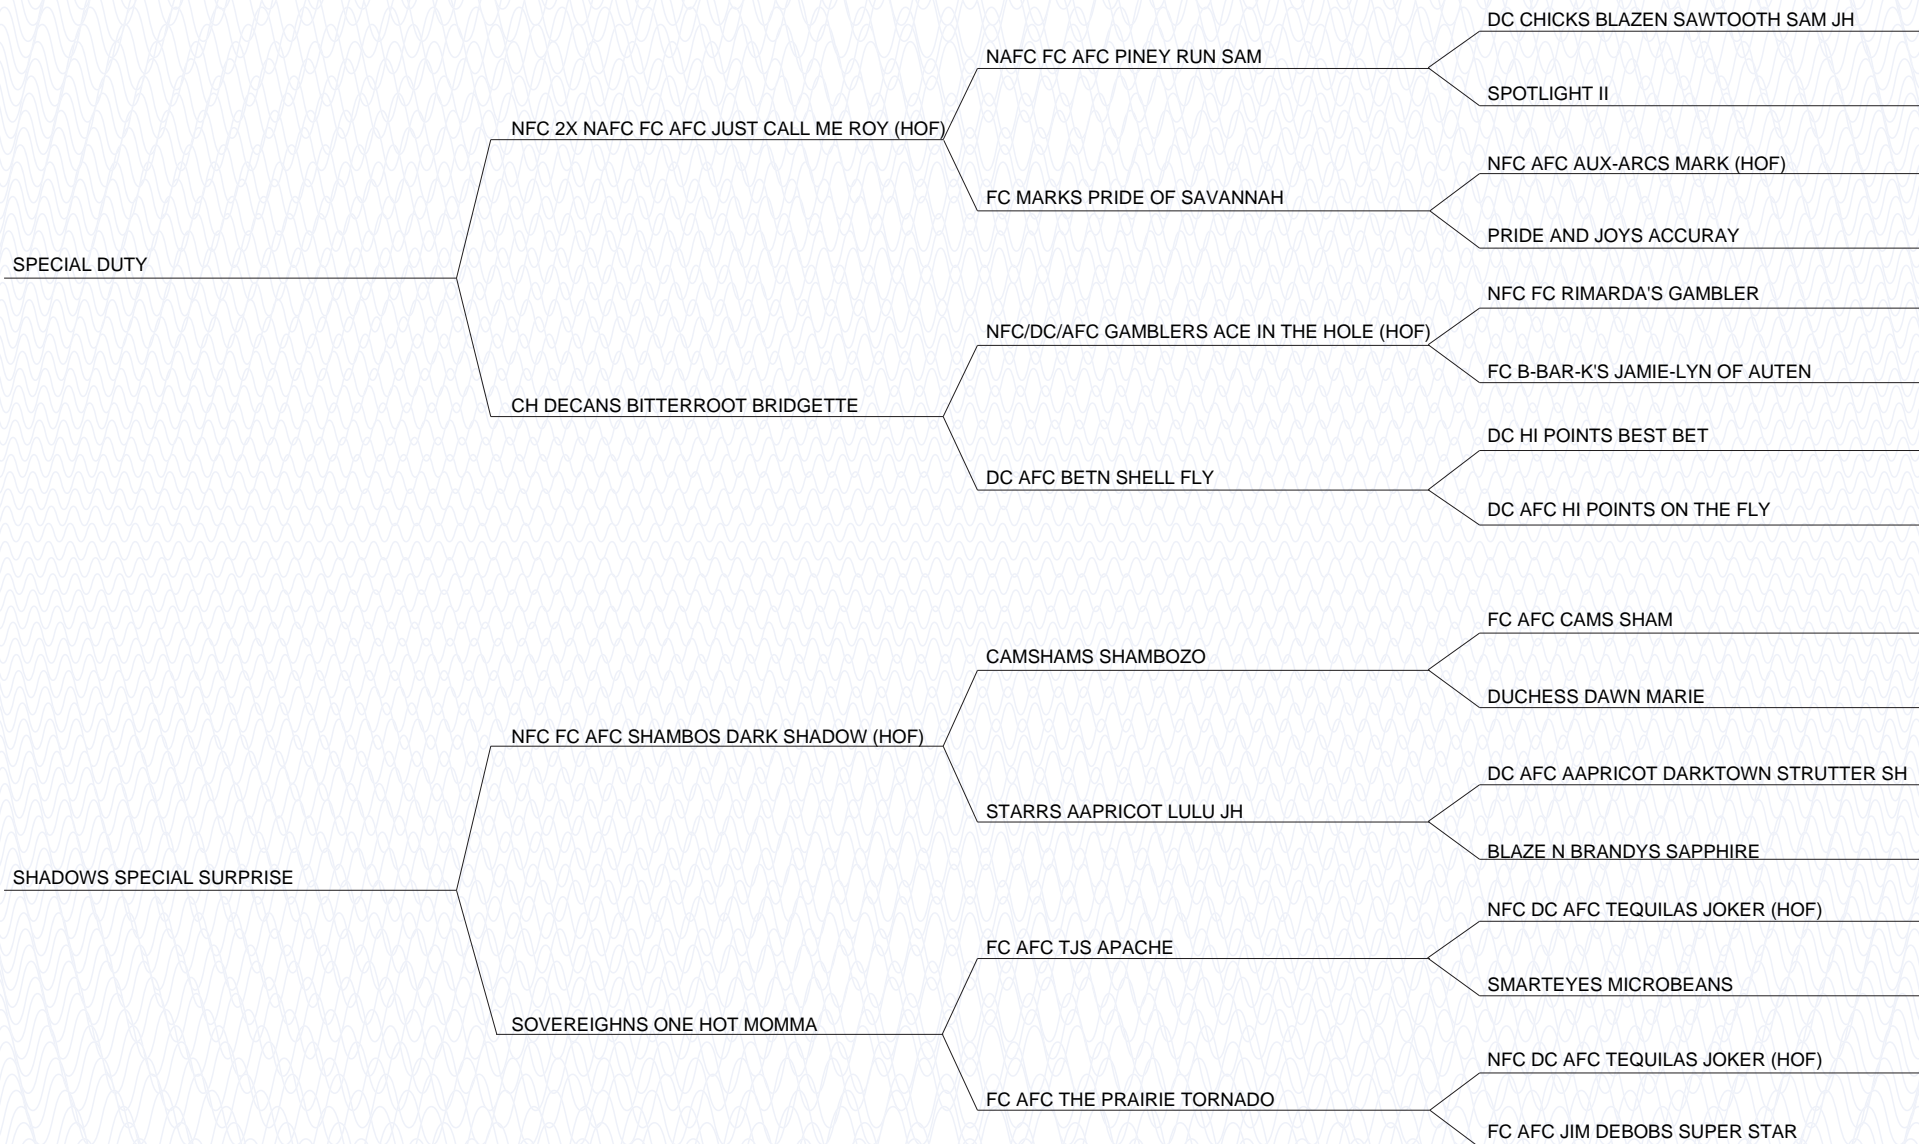 DC CHICKS BLAZEN SAWTOOTH SAM JH
NAFC FC AFC PINEY RUN SAM
SPOTLIGHT II
NFC 2X NAFC FC AFC JUST CALL ME ROY (HOF)
NFC AFC AUX-ARCS MARK (HOF)
FC MARKS PRIDE OF SAVANNAH
PRIDE AND JOYS ACCURAY
SPECIAL DUTY
NFC FC RIMARDA'S GAMBLER
NFC/DC/AFC GAMBLERS ACE IN THE HOLE (HOF)
FC B-BAR-K'S JAMIE-LYN OF AUTEN
CH DECANS BITTERROOT BRIDGETTE
DC HI POINTS BEST BET
DC AFC BETN SHELL FLY
DC AFC HI POINTS ON THE FLY
FC AFC CAMS SHAM
CAMSHAMS SHAMBOZO
DUCHESS DAWN MARIE
NFC FC AFC SHAMBOS DARK SHADOW (HOF)
DC AFC AAPRICOT DARKTOWN STRUTTER SH
STARRS AAPRICOT LULU JH
BLAZE N BRANDYS SAPPHIRE
SHADOWS SPECIAL SURPRISE
NFC DC AFC TEQUILAS JOKER (HOF)
FC AFC TJS APACHE
SMARTEYES MICROBEANS
SOVEREIGHNS ONE HOT MOMMA
NFC DC AFC TEQUILAS JOKER (HOF)
FC AFC THE PRAIRIE TORNADO
FC AFC JIM DEBOBS SUPER STAR